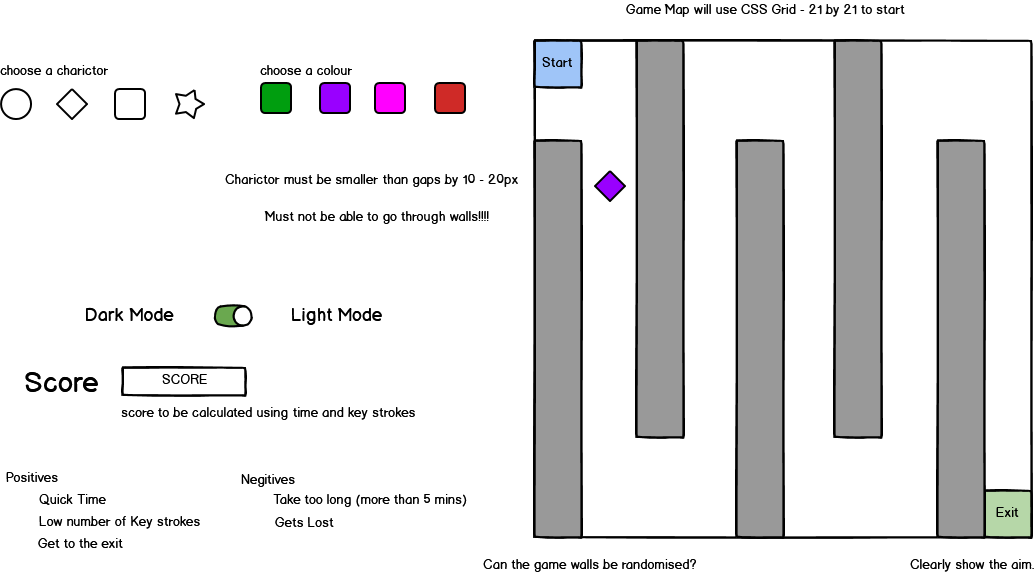 Game Map will use CSS Grid - 21 by 21 to start
choose a charictor
choose a colour
Start
Charictor must be smaller than gaps by 10 - 20px
Must not be able to go through walls!!!!
Dark Mode
Light Mode
Score
SCORE
score to be calculated using time and key strokes
Positives
Quick Time
Low number of Key strokes
Get to the exit
Negitives
Take too long (more than 5 mins)
Gets Lost
Exit
Can the game walls be randomised?
Clearly show the aim